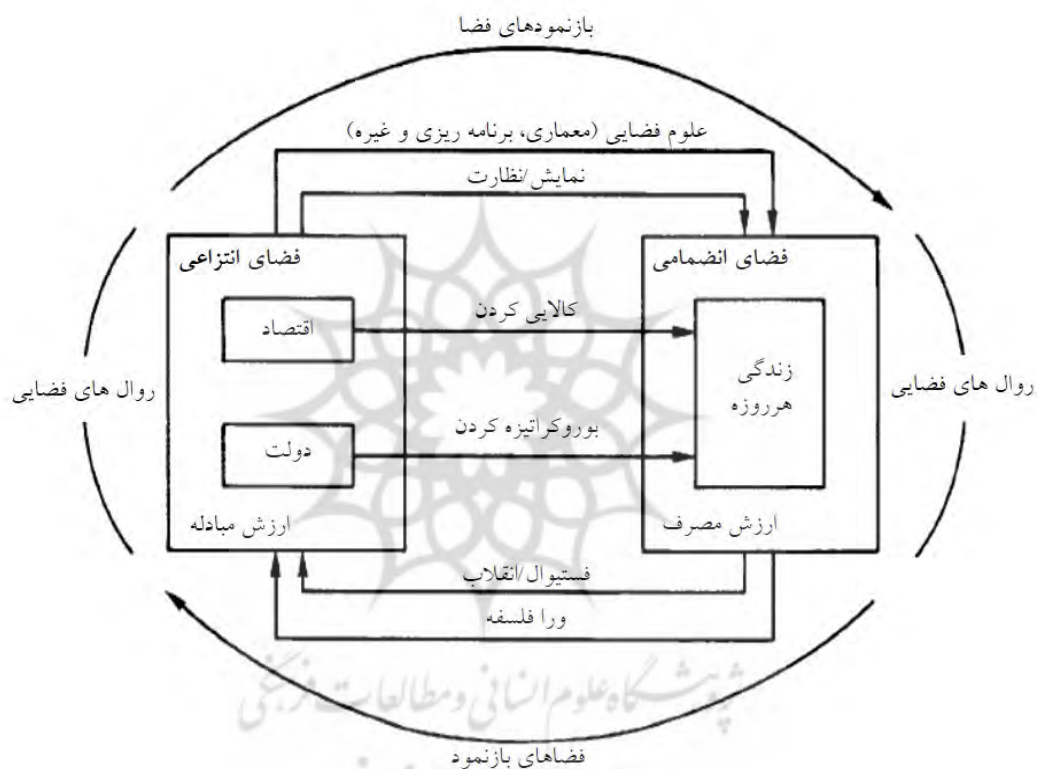 بازنمودهای فضا
علوم فضایی (معماری، برنامه ریزی و غیره)
نمایش/نظارت
فضای انضمامی
فضای انتزاعی
کالایی کردن
اقتصاد
زندگی
هرروزه
روال های فضایی
روال های فضایی
بوروکراتیزه کردن
دولت
ارزش مصرف
ارزش مبادله
فستیوال/انقلاب
ورا فلسفه
پژوهشگاه علوم انسانی و مطالعات فرهنگی
فضاهای بازنمود